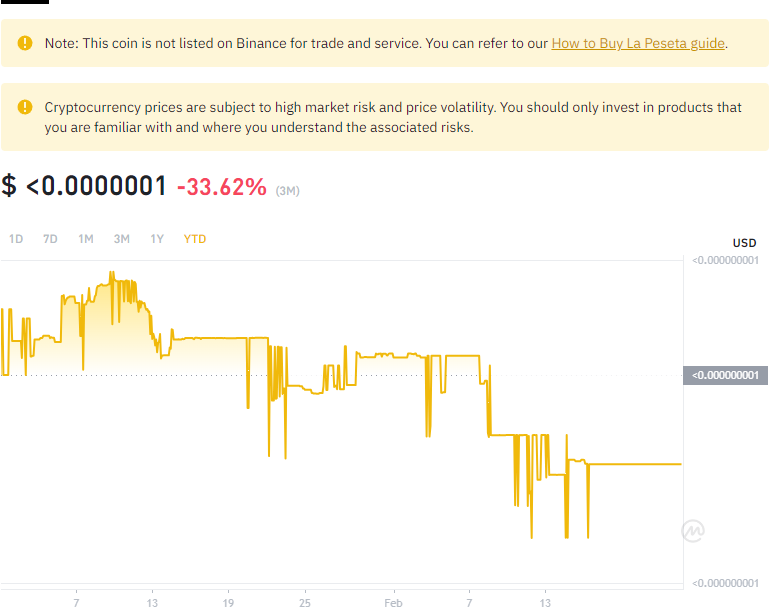 Note: This coin is not listed on Binance for trade and service. You can refer to our How to Buy La Peseta guide.
Cryptocurrency prices are subject to high market risk and price volatility. You should only invest in products that
you are familiar with and where you understand the associated risks.
$ <0.0000001 -33.62% (3M)
1D 7D 1M 3M 1Y YTD
USD
<0.000000001
<0.000000001
<0.000000001
7 13 19 25 Feb 7 13